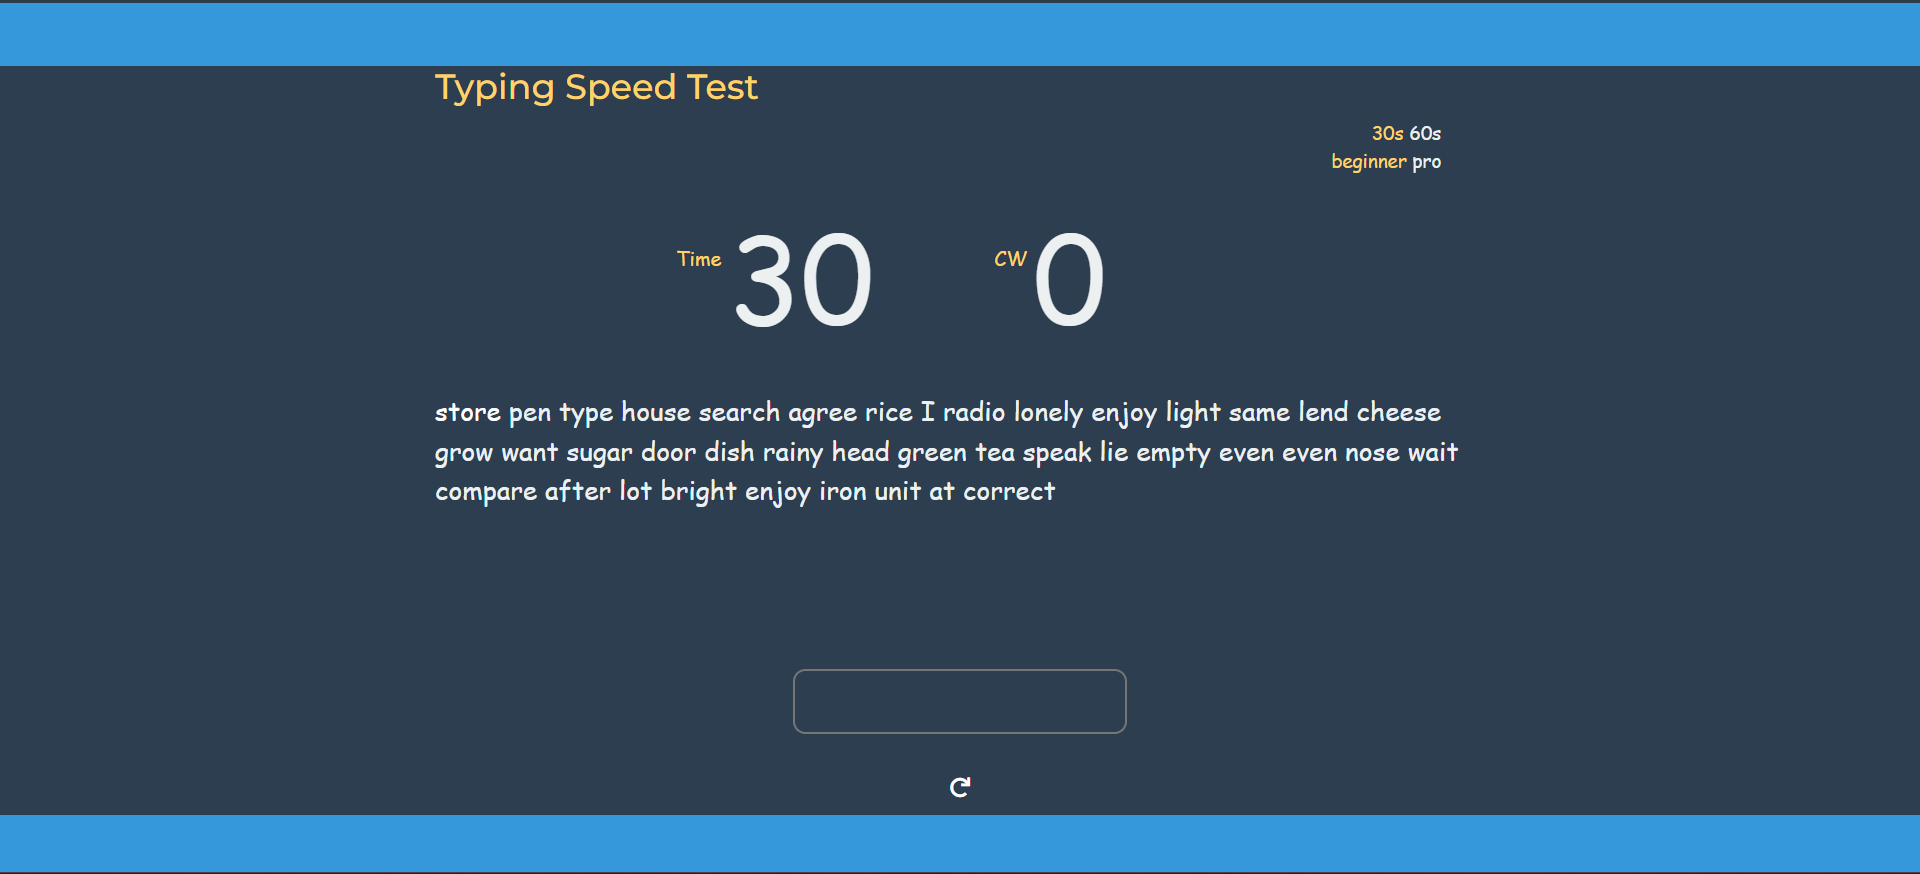 Typing Speed Test
30s 60s
beginner pro
Time 30 CW 0
store pen type house search agree rice I radio lonely enjoy light same lend cheese
grow want sugar door dish rainy head green tea speak lie empty even even nose wait
compare after lot bright enjoy iron unit at correct